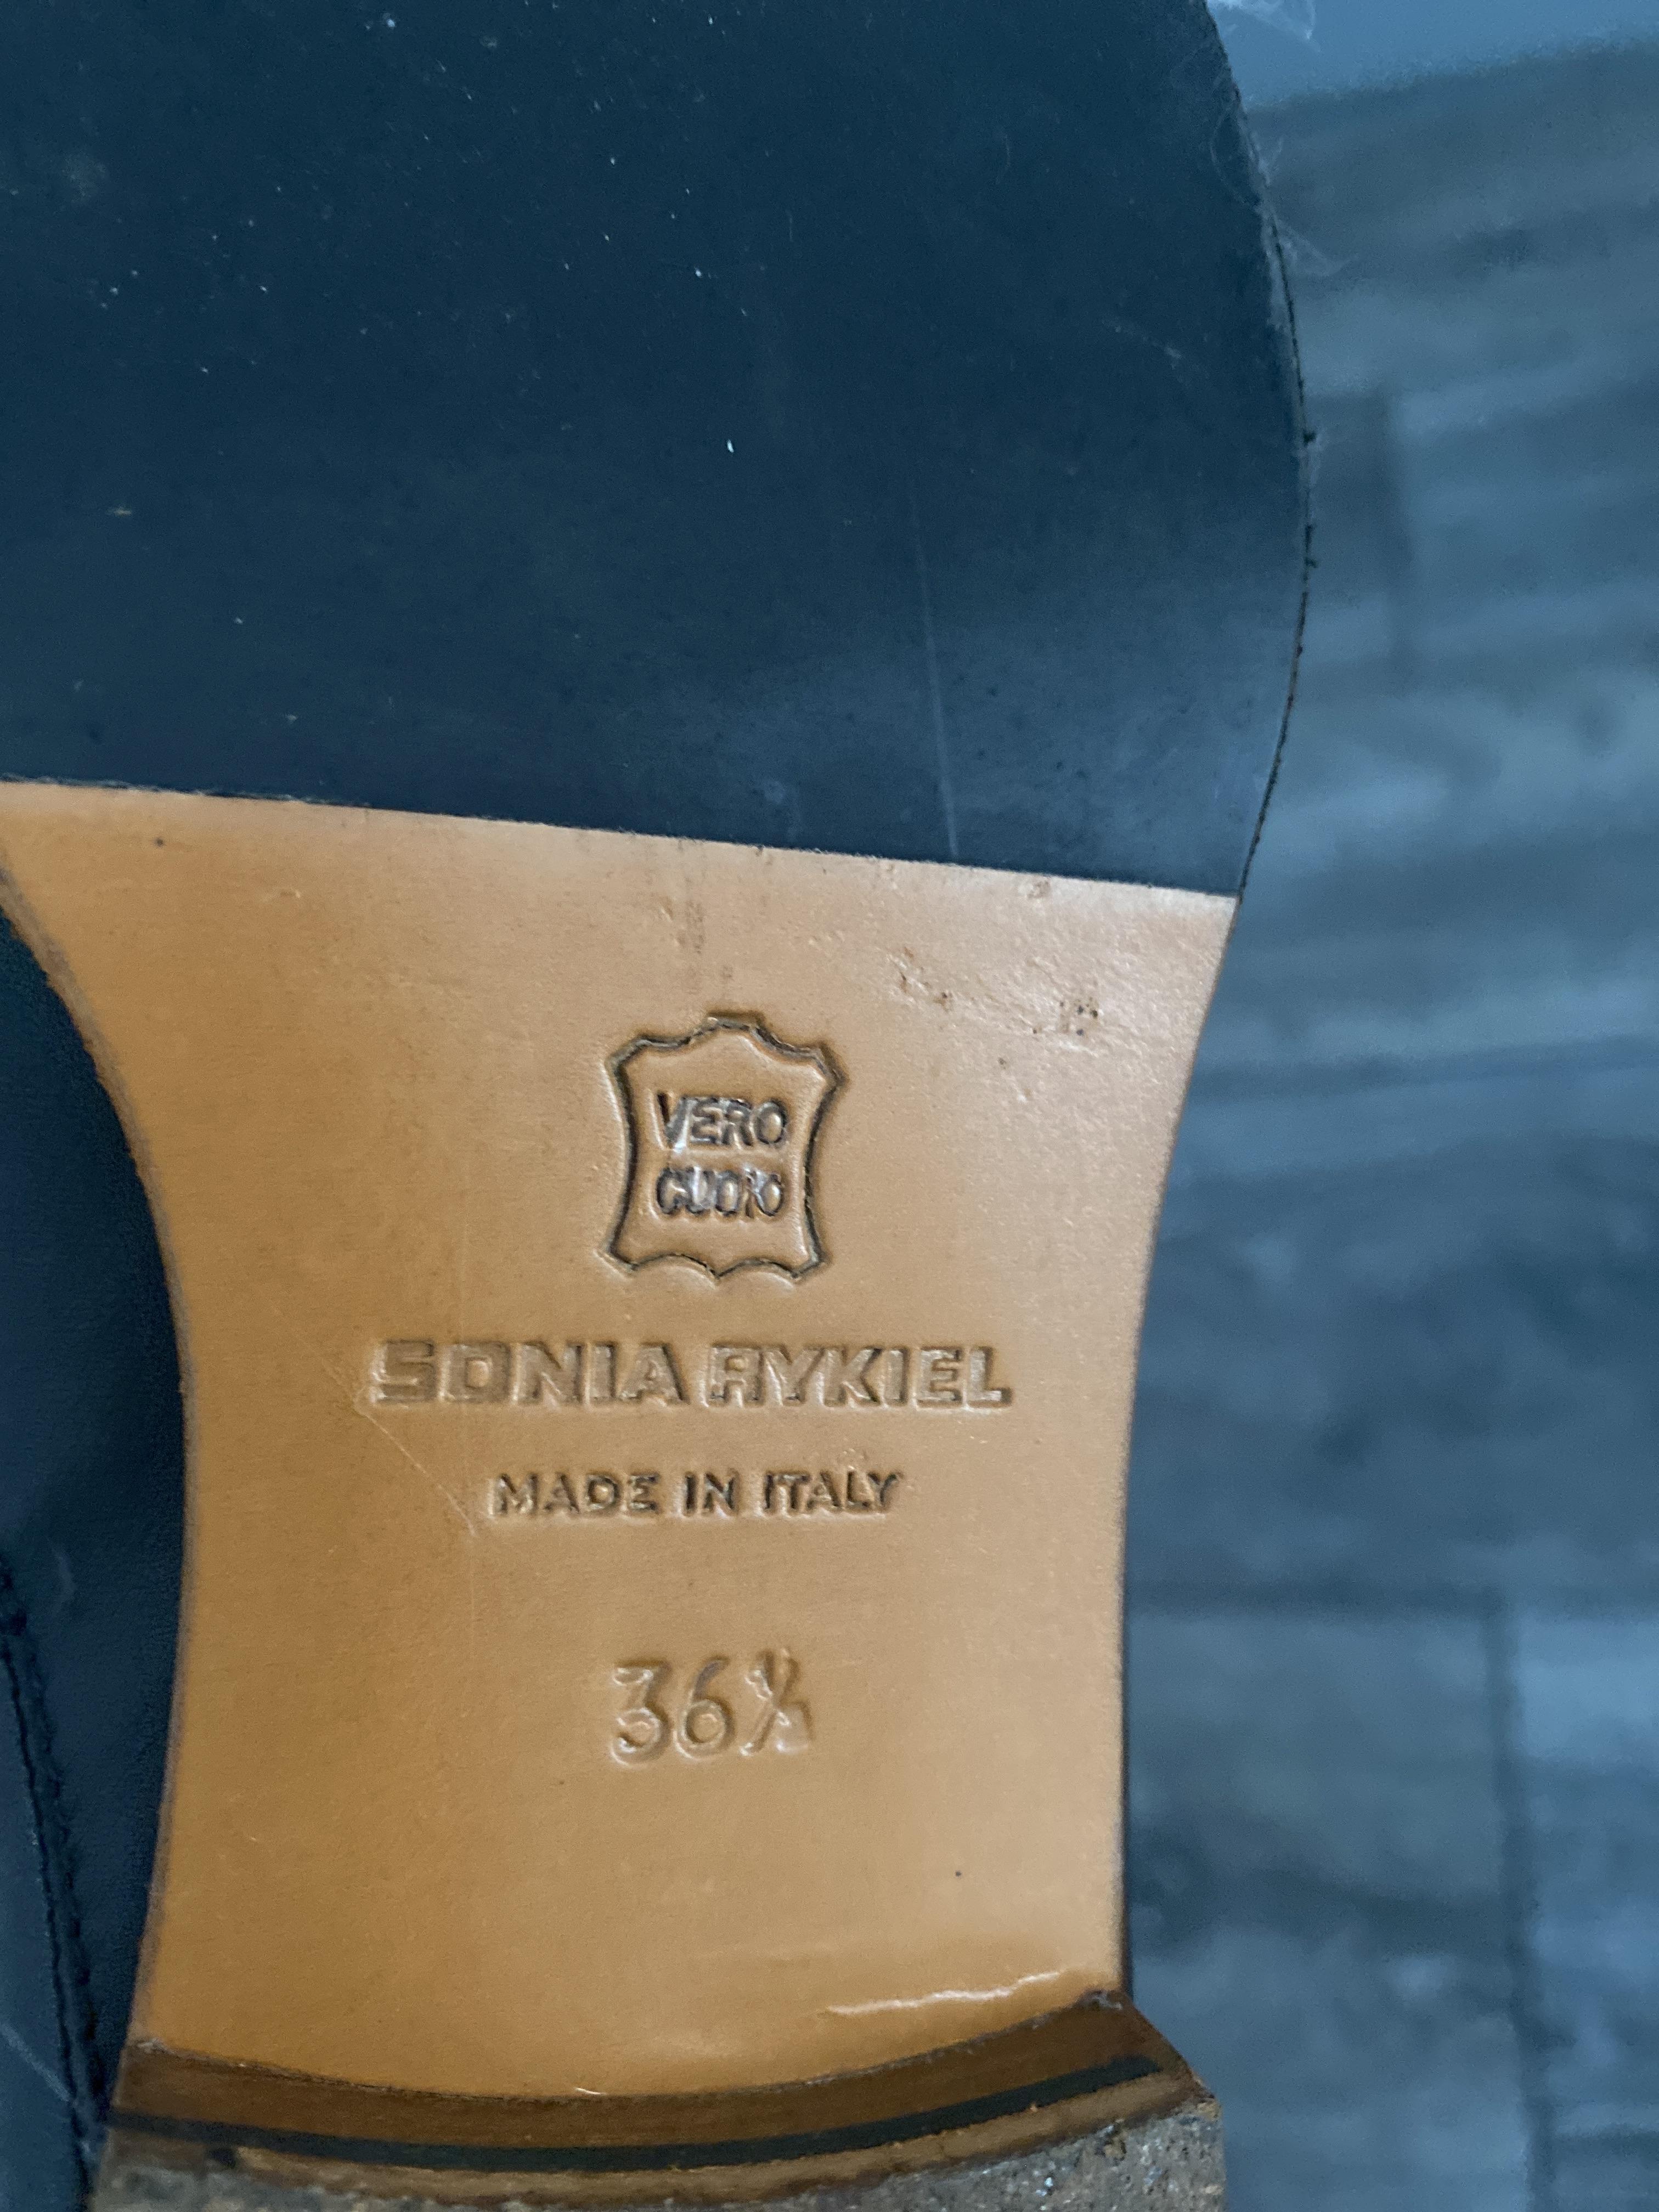 VERO
CUOIO
SONIA RYKIEL
MADE IN ITALY
36½